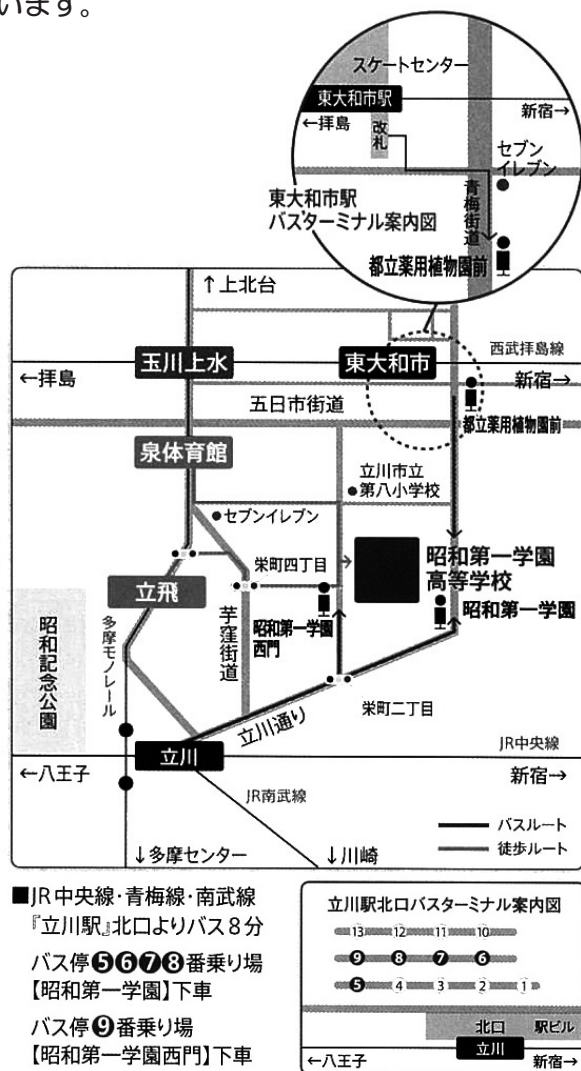 います。
スケートセンター
東大和市駅
←拝島
新宿→
改札
セブン
イレブン
東大和市駅
バスターミナル案内図
青梅街道
都立薬用植物園前
↑上北台
西武拝島線
玉川上水
東大和市
←拝島
新宿→
五日市街道
都立薬用植物園前
泉体育館
立川市立
第八小学校
セブンイレブン
栄町四丁目
昭和第一学園
高等学校
立飛
昭和第一学園
西門
昭和第一学園
芋窪街道
昭和記念公園
多摩モノレール
栄町二丁目
立川通り
JR中央線
立川
←八王子
新宿→
JR南武線
バスルート
徒歩ルート
↓多摩センター
↓川崎
■JR中央線・青梅線・南武線
『立川駅』北口よりバス8分
バス停❺❻❼❽番乗り場
【昭和第一学園】下車
バス停❾番乗り場
【昭和第一学園西門】下車
立川駅北口バスターミナル案内図
13 12 11 10
❾ ❽ ❼ ❻
❺ 4 3 2 1
北口 駅ビル
立川
←八王子 新宿→